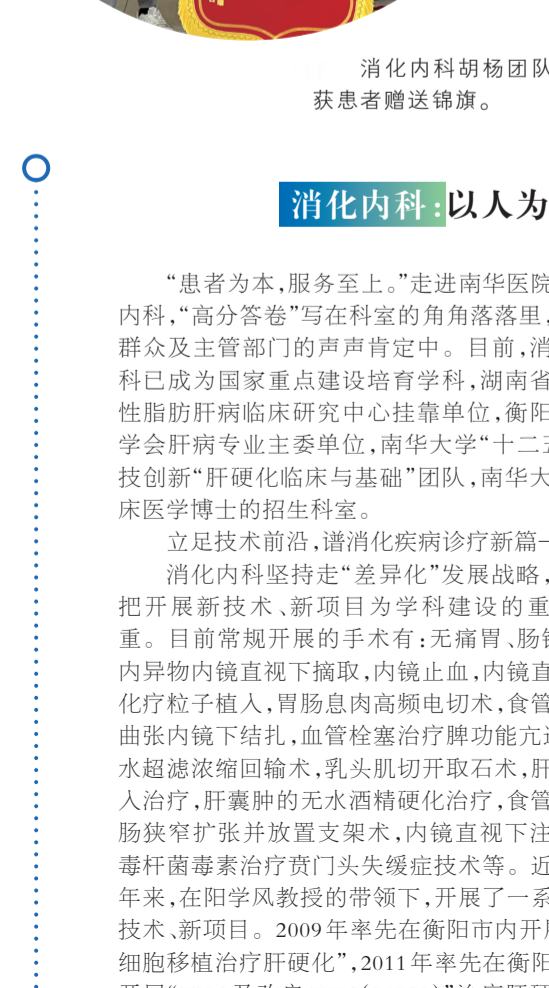 消化内科胡杨团队
获患者赠送锦旗。
消化内科:以人为
“患者为本,服务至上。”走进南华医院
内科,“高分答卷”写在科室的角角落落里,
群众及主管部门的声声肯定中。目前,消
科已成为国家重点建设培育学科,湖南省
性脂肪肝病临床研究中心挂靠单位,衡阳
学会肝病专业主委单位,南华大学“十二五
技创新“肝硬化临床与基础”团队,南华大
床医学博士的招生科室。
立足技术前沿,谱消化疾病诊疗新篇
消化内科坚持走“差异化”发展战略,
把开展新技术、新项目为学科建设的重
重。目前常规开展的手术有:无痛胃、肠镜
内异物内镜直视下摘取,内镜止血,内镜直
化疗粒子植入,胃肠息肉高频电切术,食管
曲张内镜下结扎,血管栓塞治疗脾功能亢进
水超滤浓缩回输术,乳头肌切开取石术,肝
入治疗,肝囊肿的无水酒精硬化治疗,食管
肠狭窄扩张并放置支架术,内镜直视下注
毒杆菌毒素治疗贲门头失缓症技术等。近
年来,在阳学风教授的带领下,开展了一系
技术、新项目。2009年率先在衡阳市内开展
细胞移植治疗肝硬化”,2011年率先在衡阳